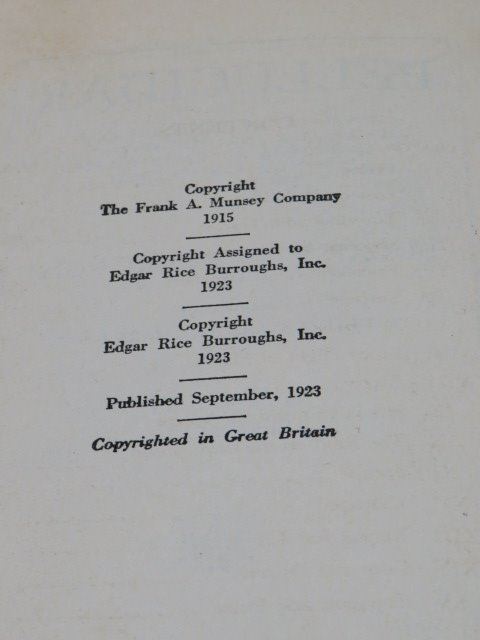 Copyright
The Frank A. Munsey Company
1915
Copyright Assigned to
Edgar Rice Burroughs, Inc.
1923
Copyright
Edgar Rice Burroughs, Inc.
1923
Published September, 1923
Copyrighted in Great Britain